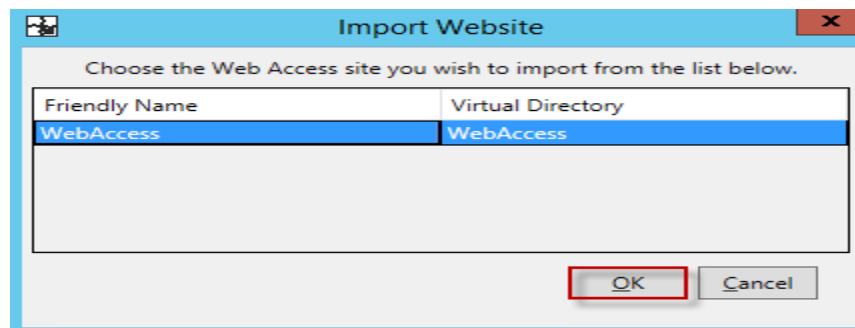 Import Website
x
Choose the Web Access site you wish to import from the list below.
Friendly Name Virtual Directory
WebAccess WebAccess
OK Cancel